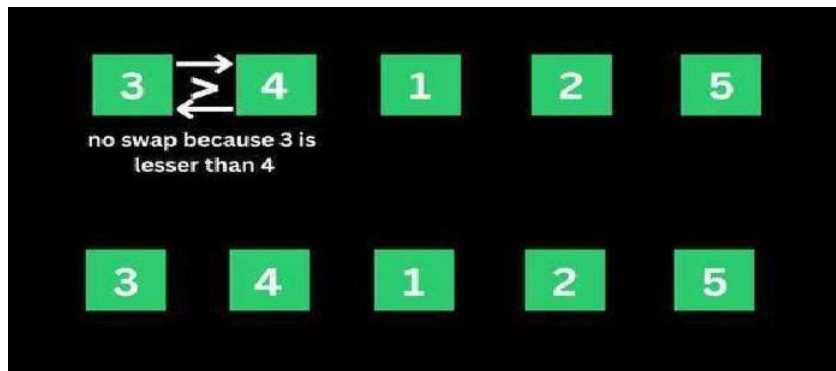 3 > 4 1 2 5
no swap because 3 is
lesser than 4
3 4 1 2 5